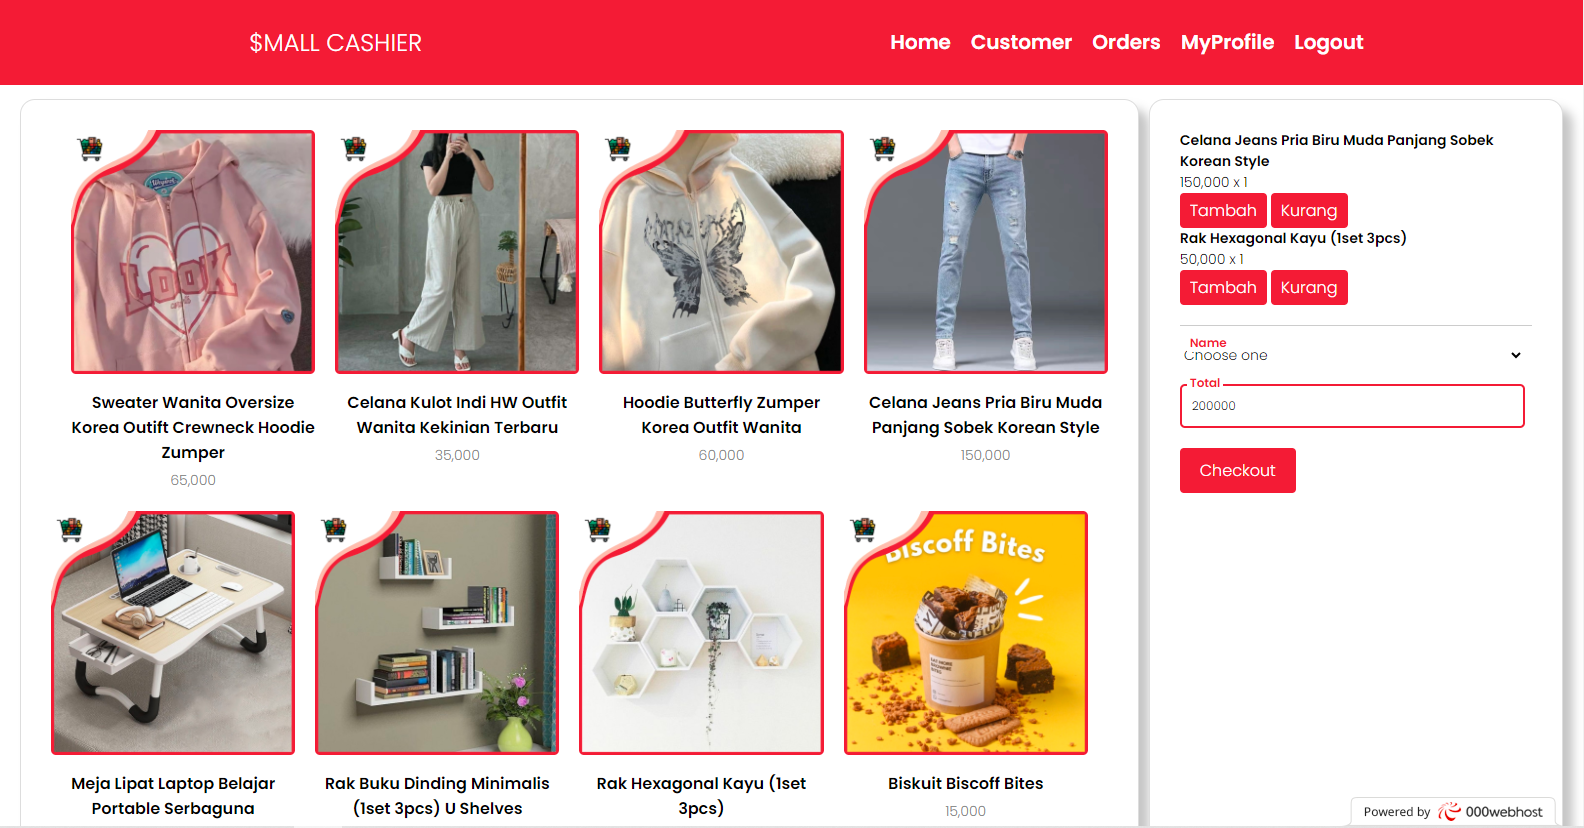 $MALL CASHIER
Home Customer Orders MyProfile Logout
LOOK
Sweater Wanita Oversize
Korea Outift Crewneck Hoodie
Zumper
65,000
Celana Kulot Indi HW Outfit
Wanita Kekinian Terbaru
35,000
Hoodie Butterfly Zumper
Korea Outfit Wanita
60,000
Celana Jeans Pria Biru Muda
Panjang Sobek Korean Style
150,000
Biscoff Bites
Meja Lipat Laptop Belajar
Portable Serbaguna
Rak Buku Dinding Minimalis
(1set 3pcs) U Shelves
Rak Hexagonal Kayu (1set
3pcs)
Biskuit Biscoff Bites
15,000
Celana Jeans Pria Biru Muda Panjang Sobek
Korean Style
150,000 x 1
Tambah Kurang
Rak Hexagonal Kayu (1set 3pcs)
50,000 x 1
Tambah Kurang
Name
Choose one
Total
200000
Checkout
Powered by 000webhost